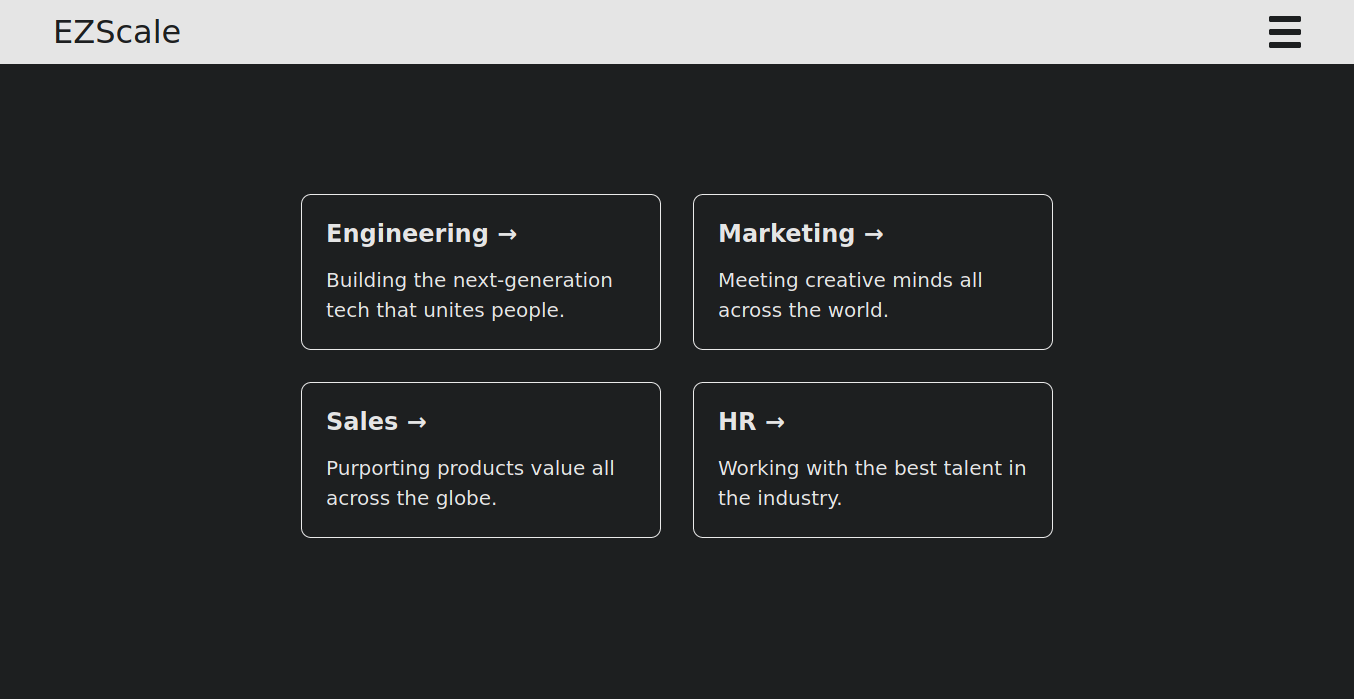 EZScale
Engineering →
Building the next-generation
tech that unites people.
Marketing →
Meeting creative minds all
across the world.
Sales →
Purporting products value all
across the globe.
HR →
Working with the best talent in
the industry.